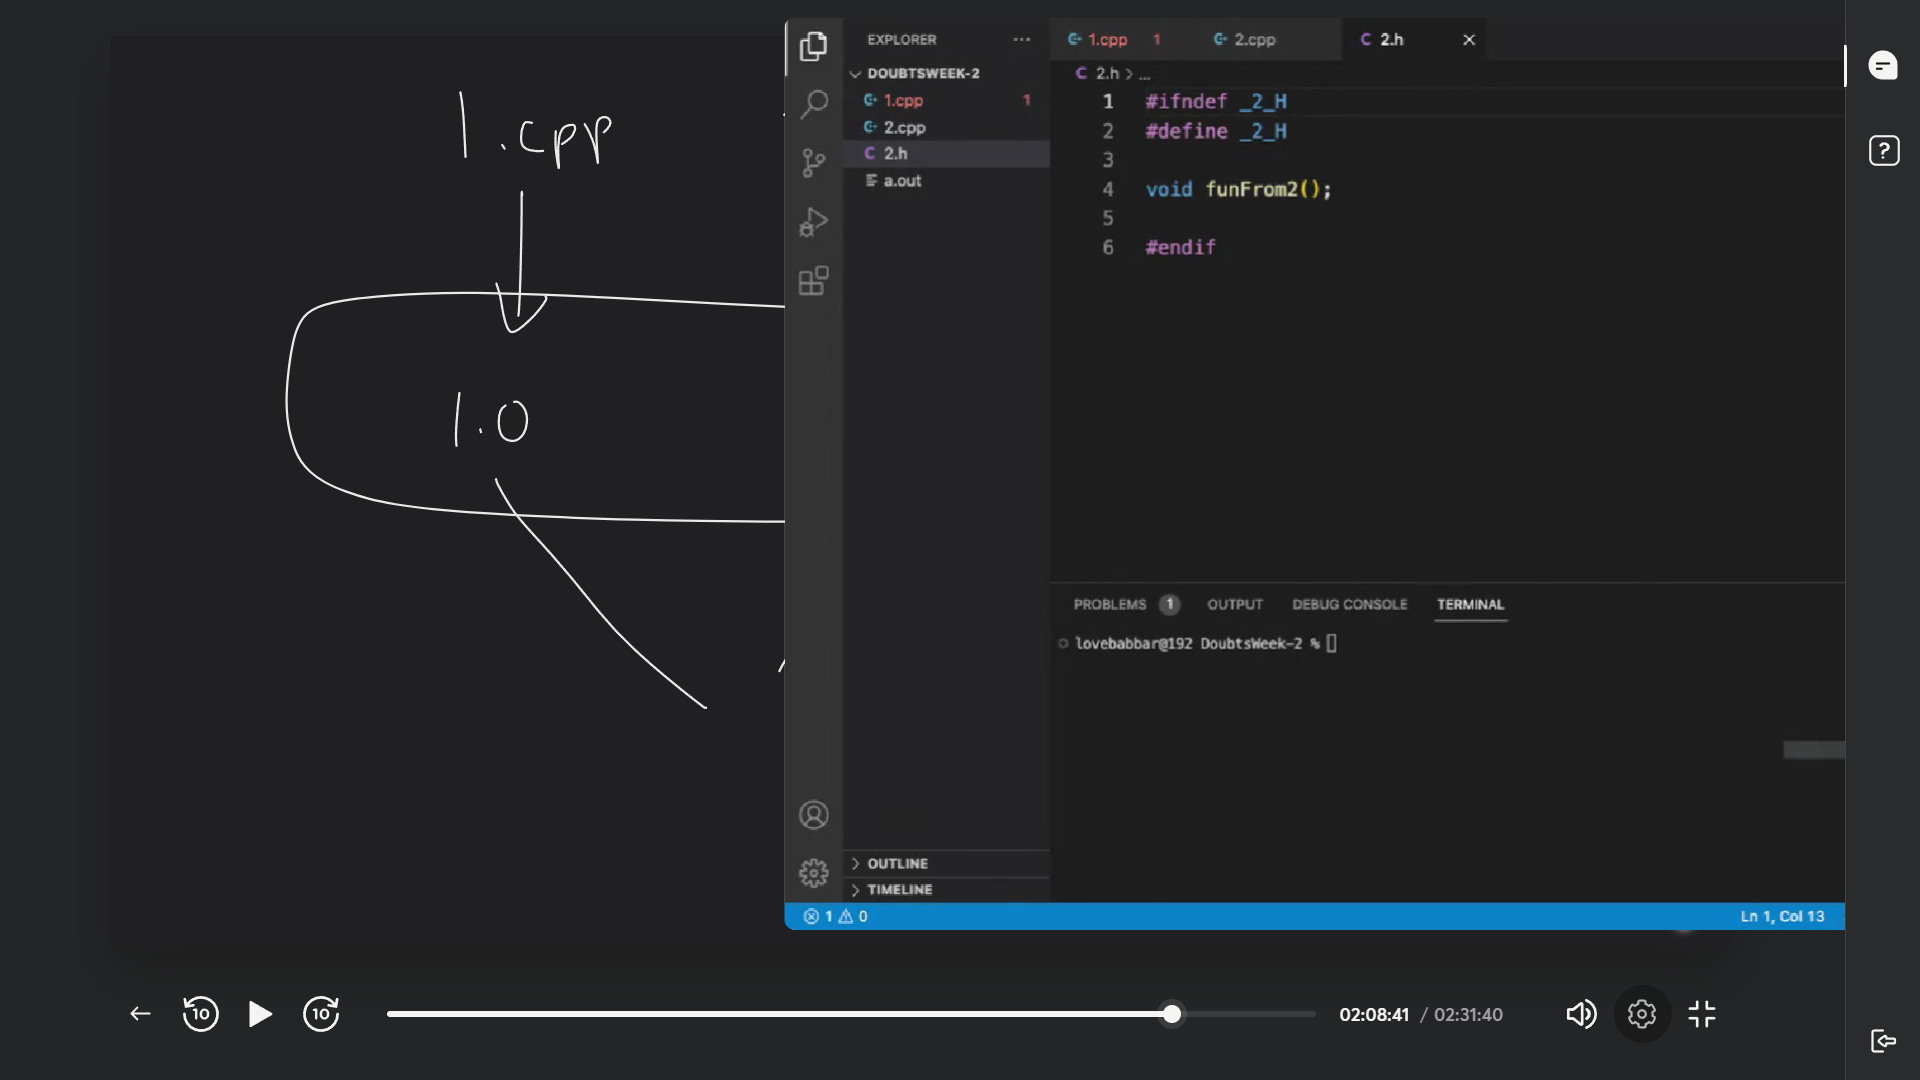 1.cpp
1.0
EXPLORER
DOUBTSWEEK-2
1.cpp 1
2.cpp
2.h
a.out
OUTLINE
TIMELINE
1.cpp 1 2.cpp 2.h
2.h > ...
1 #ifndef _2_H
2 #define _2_H
3
4 void funFrom2();
5
6 #endif
PROBLEMS 1 OUTPUT DEBUG CONSOLE TERMINAL
lovebabbar@192 DoubtsWeek-2 %
1 0 Ln 1, Col 13
10 10 02:08:41 / 02:31:40